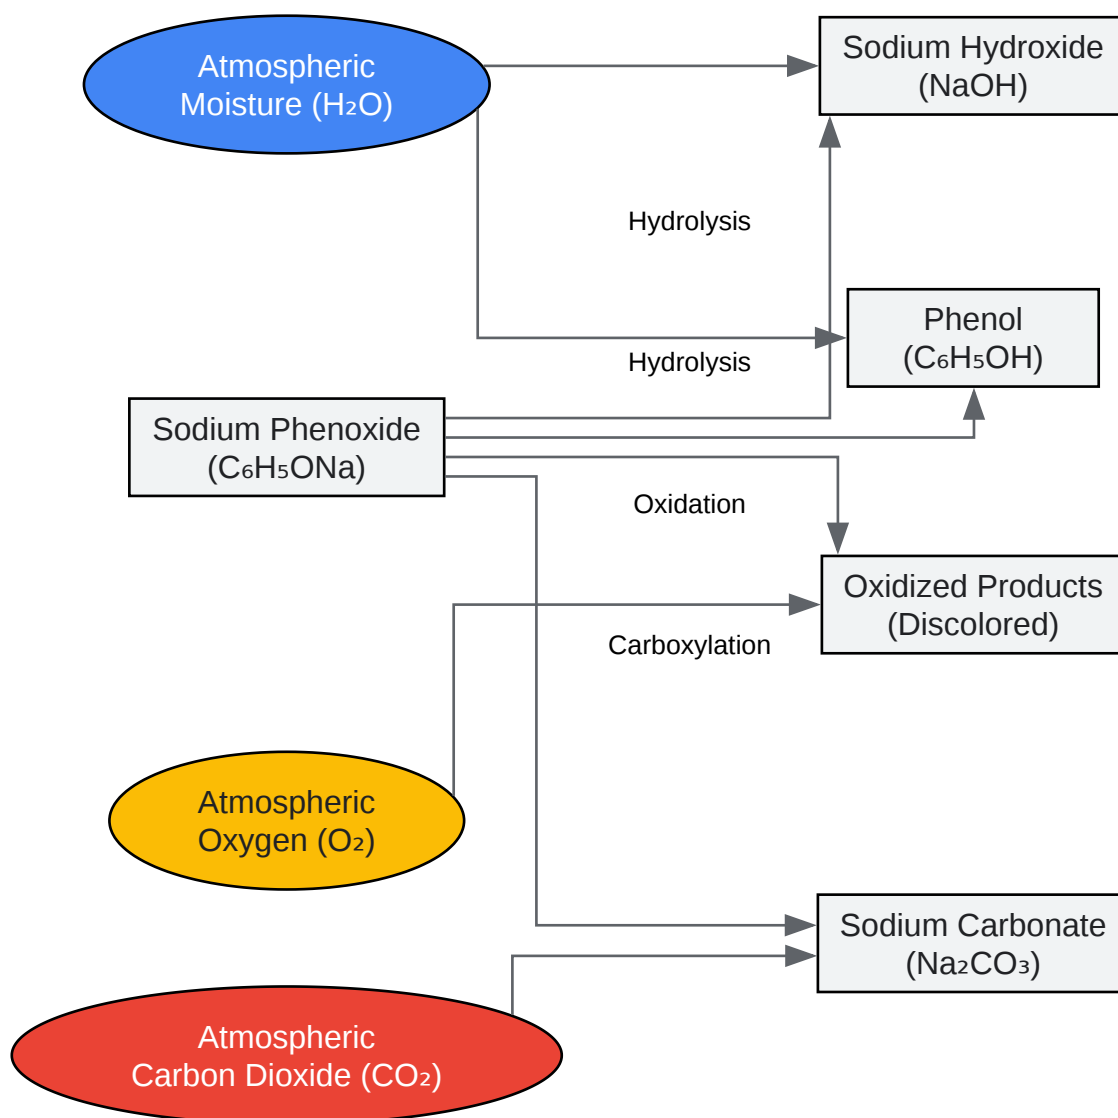 Atmospheric
Moisture (H₂O)
Sodium Hydroxide
(NaOH)
Hydrolysis
Phenol
(C₆H₅OH)
Hydrolysis
Sodium Phenoxide
(C₆H₅ONa)
Oxidation
Oxidized Products
(Discolored)
Carboxylation
Atmospheric
Oxygen (O₂)
Sodium Carbonate
(Na₂CO₃)
Atmospheric
Carbon Dioxide (CO₂)